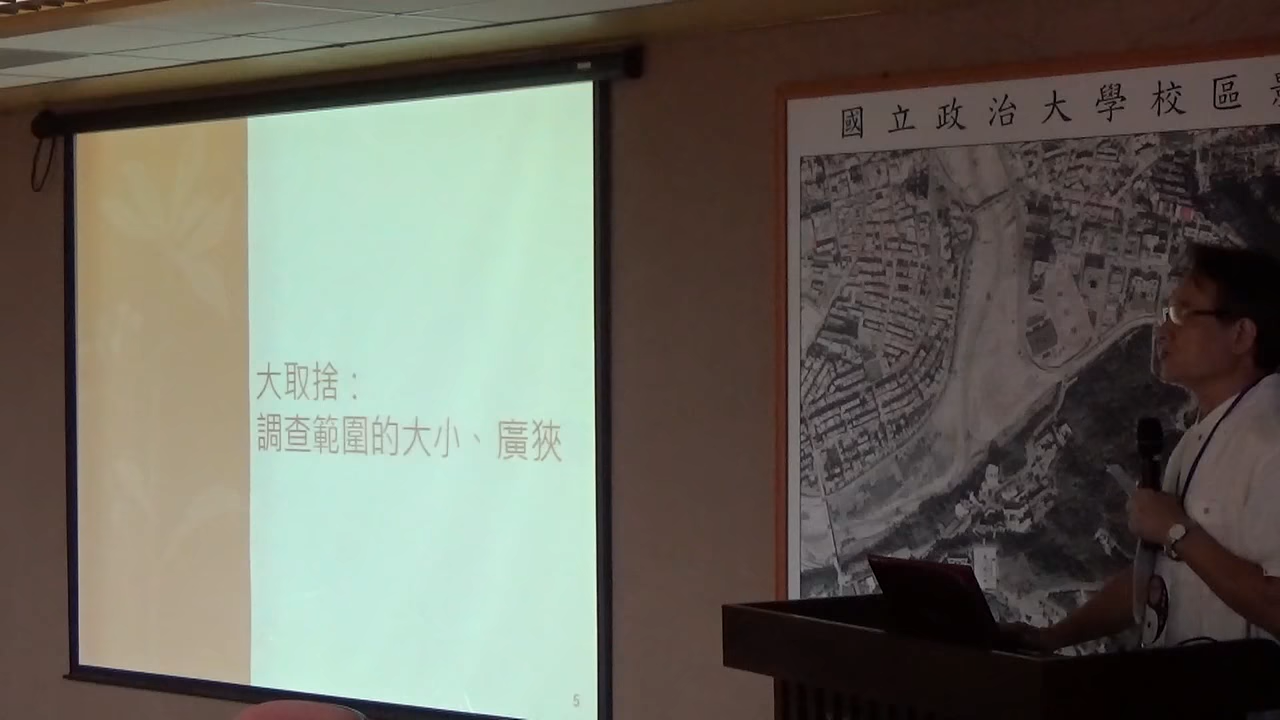 大取捨：
調查範圍的大小、廣狹
5
國立政治大學校區